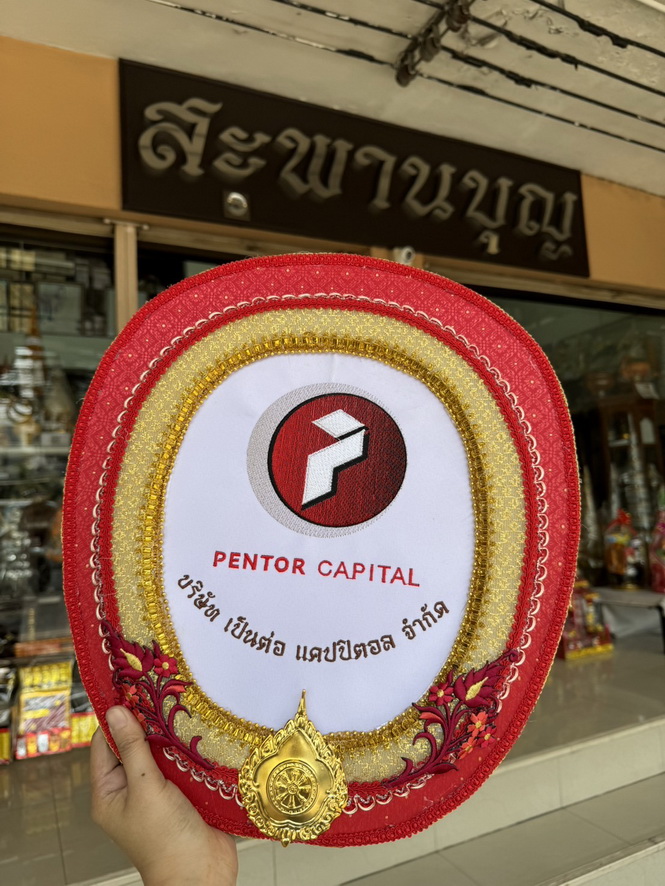 สะพานบุญ
PENTOR CAPITAL
บริษัท เป็นต่อ แคปปิตอล จำกัด